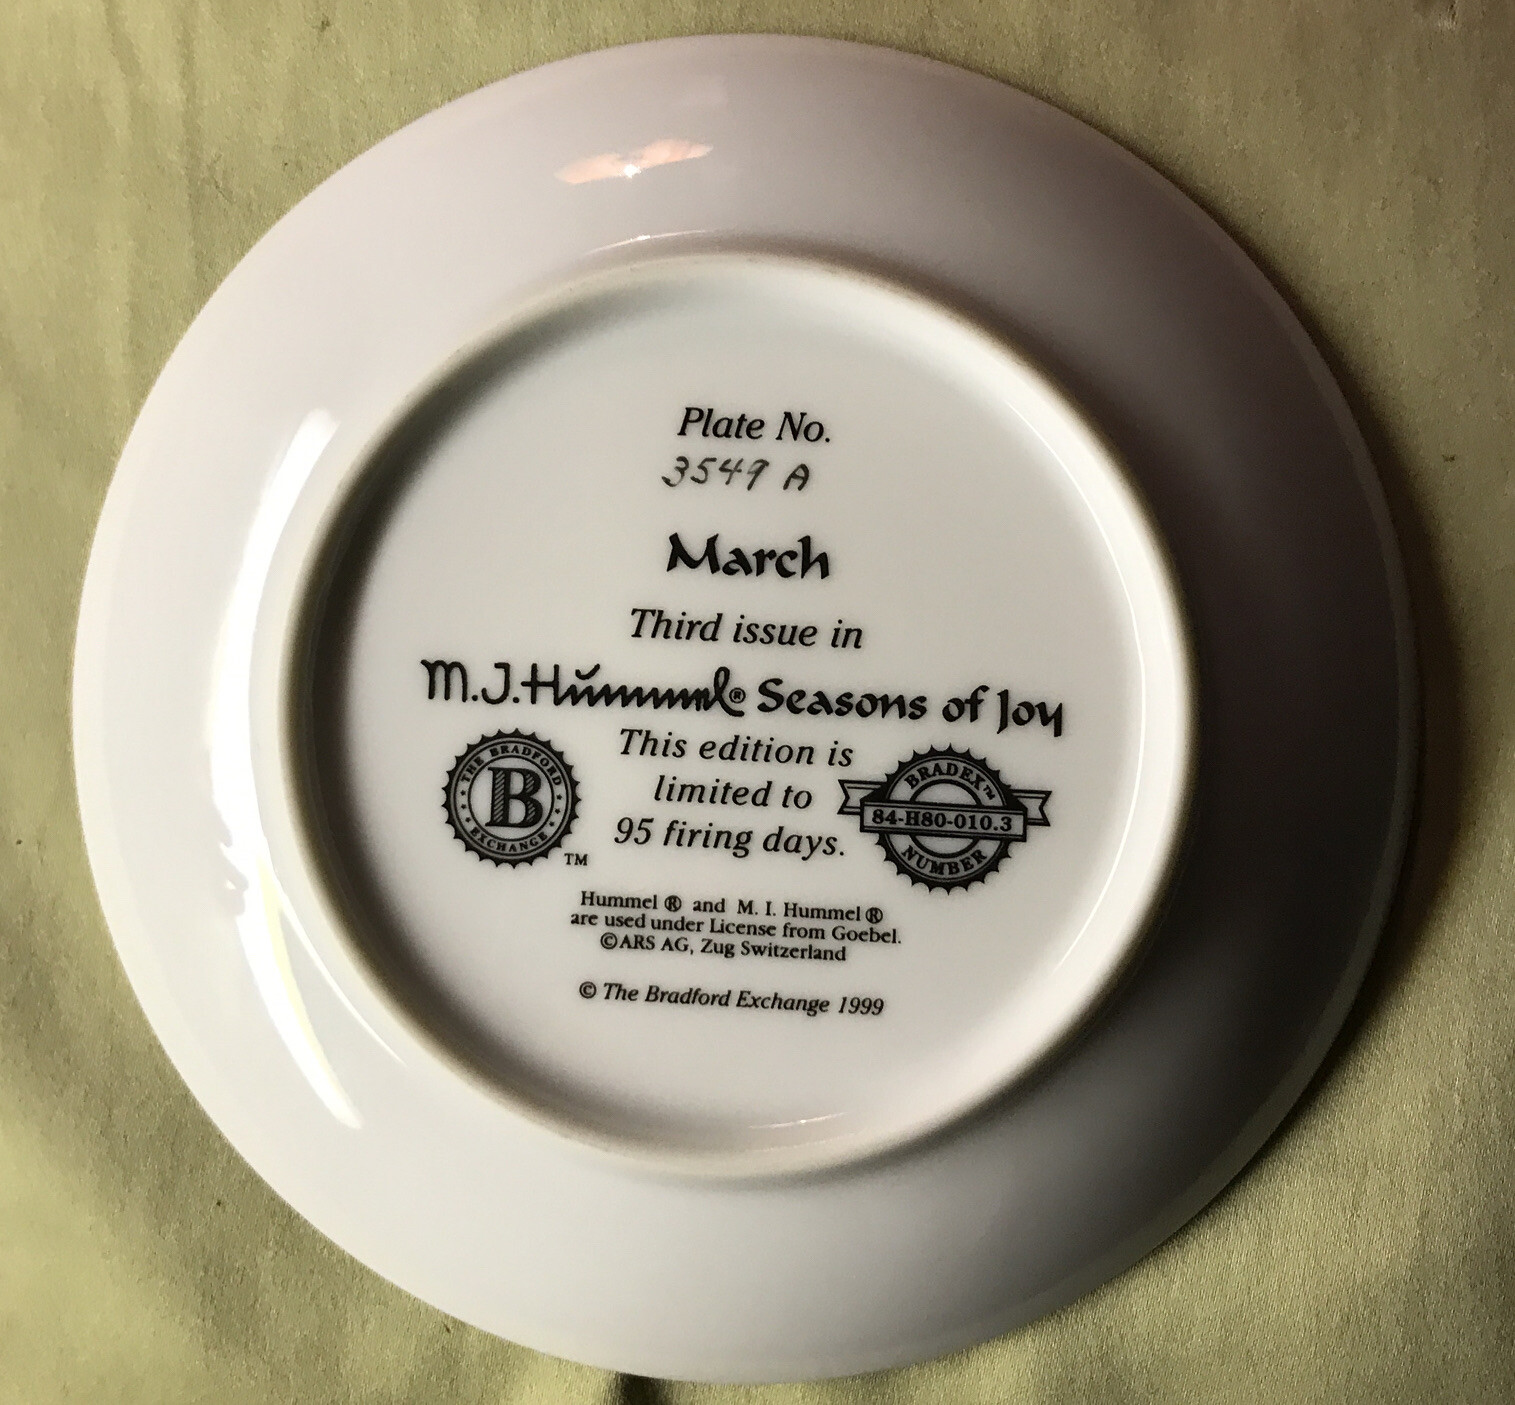 Plate No.
3549 A
March
Third issue in
M.J.Hummel® Seasons of Joy
This edition is
limited to
95 firing days.
THE BRADFORD
B
EXCHANGE
TM
BRADEX™
84-H80-010.3
NUMBER
Hummel ® and M. I. Hummel ®
are used under License from Goebel.
©ARS AG, Zug Switzerland
© The Bradford Exchange 1999